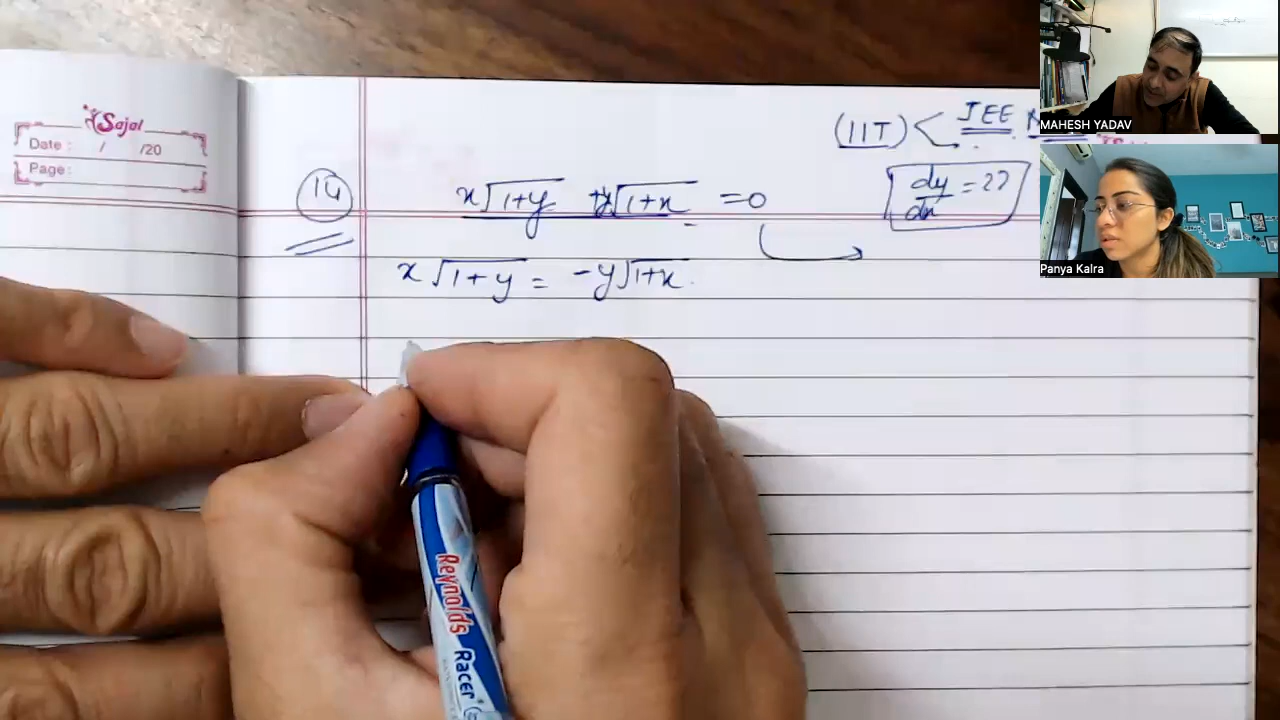 Sajal
Date : / /20
Page:
(IIT) < JEE
14
x√1+y +y√1+x =0
dy/dx = ??
x√1+y = -y√1+x
Reynolds Racer
MAHESH YADAV
Panya Kalra